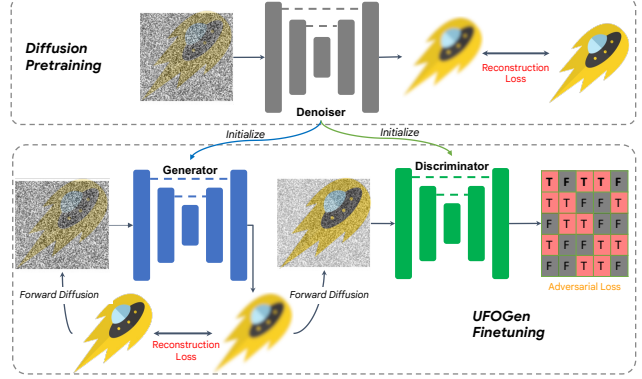 Diffusion
Pretraining
Reconstruction
Loss
Denoiser
Initialize
Initialize
Generator
Discriminator
T F T T F
T T F F T
F T F F T
T F F T T
F F T T F
Forward Diffusion
Forward Diffusion
Adversarial Loss
Reconstruction
Loss
UFOGen
Finetuning